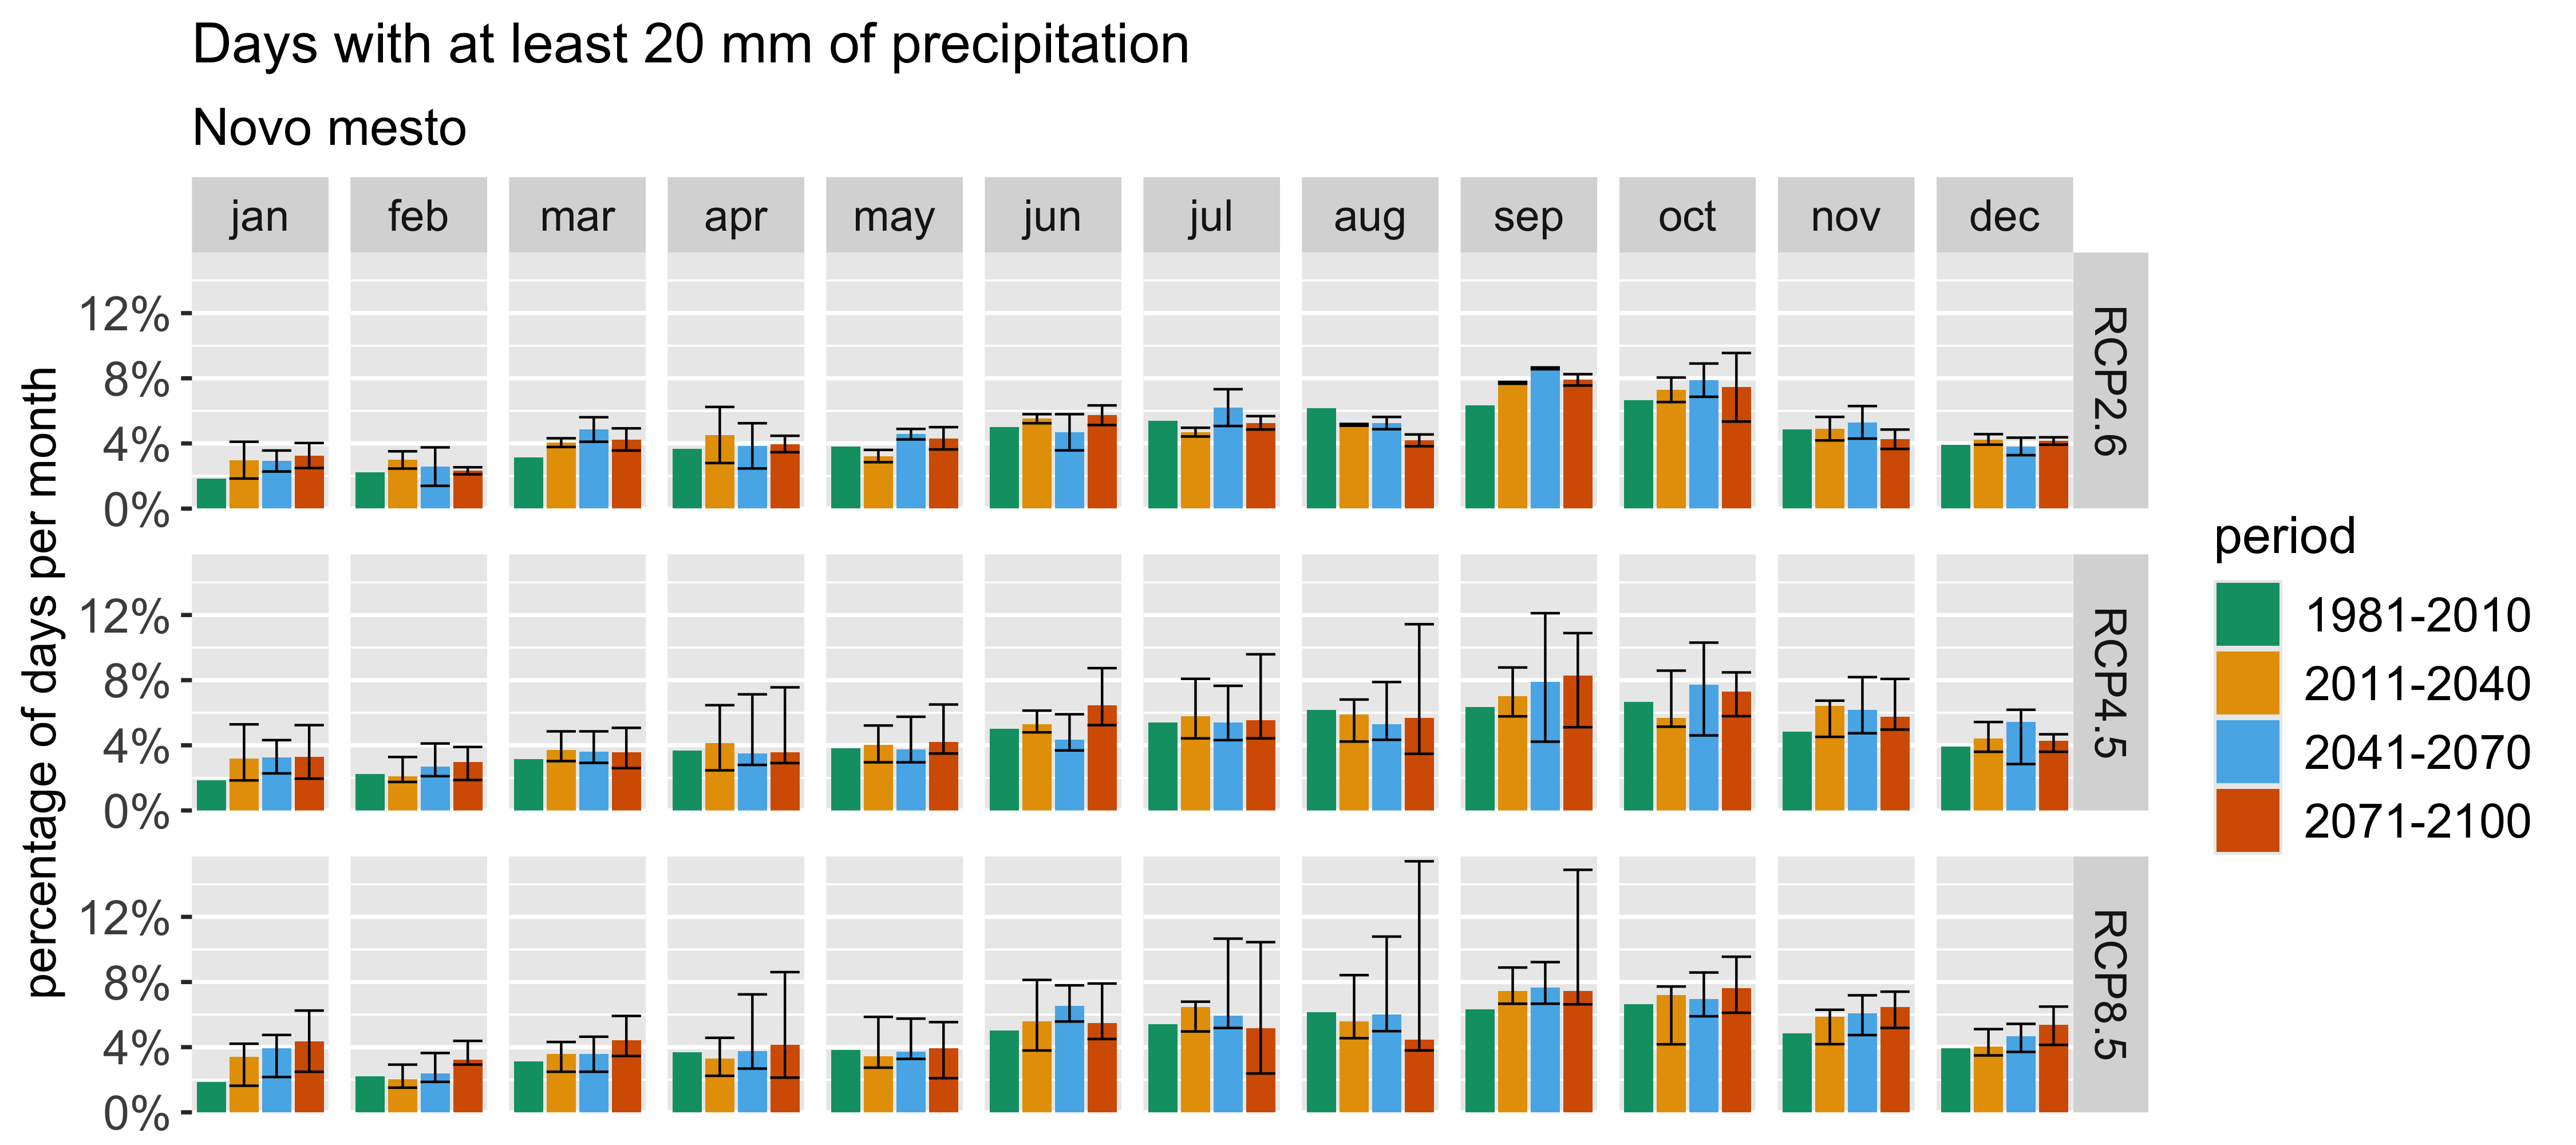 Days with at least 20 mm of precipitation
Novo mesto
jan feb mar apr may jun jul aug sep oct nov dec
percentage of days per month
12%
8%
4%
0%
RCP2.6
12%
8%
4%
0%
RCP4.5
12%
8%
4%
0%
RCP8.5
period
1981-2010
2011-2040
2041-2070
2071-2100